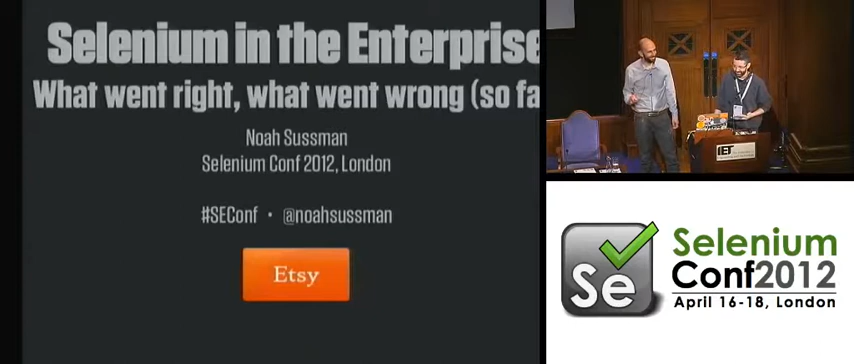 Selenium in the Enterprise
What went right, what went wrong (so fa
Noah Sussman
Selenium Conf 2012, London
#SEConf • @noahsussman
Etsy
IET
Se
Selenium
Conf2012
April 16-18, London